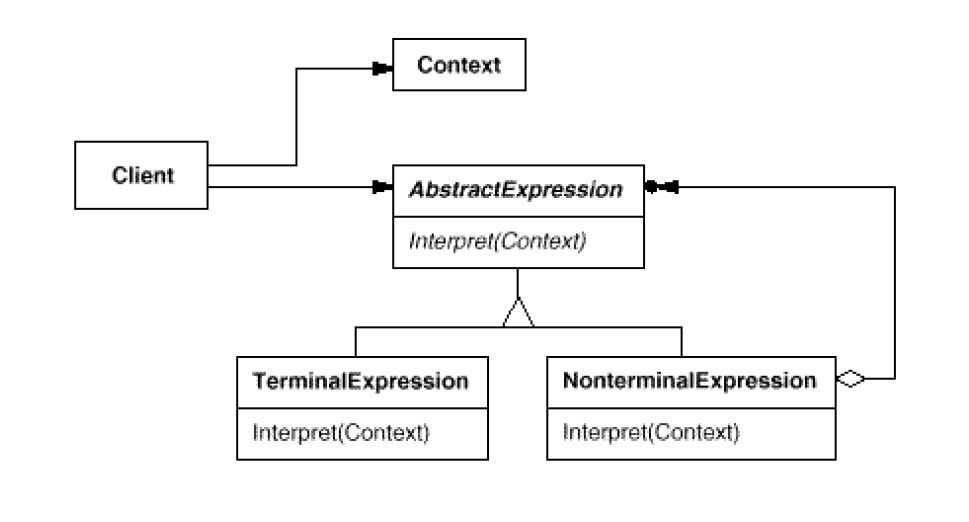 Context
Client
AbstractExpression
Interpret(Context)
TerminalExpression
Interpret(Context)
NonterminalExpression
Interpret(Context)